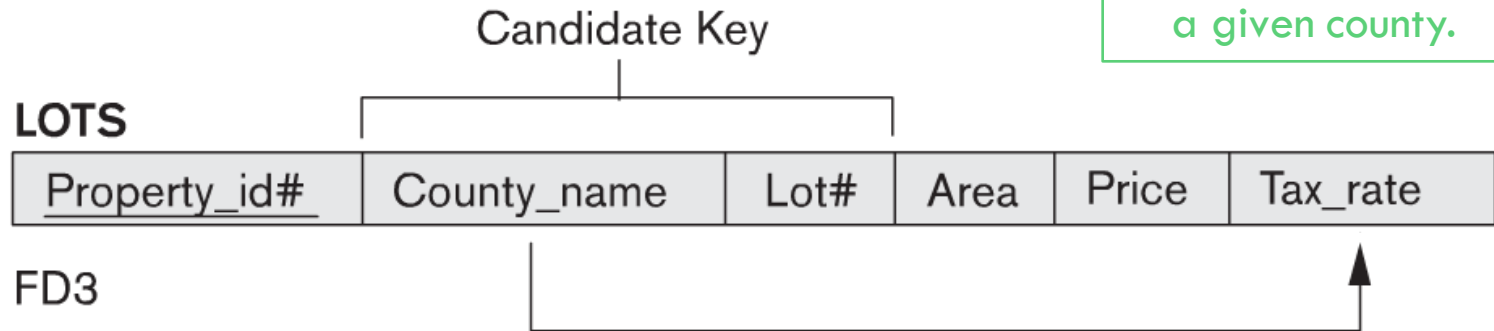 a given county.
Candidate Key
LOTS
Property_id# County_name Lot# Area Price Tax_rate
FD3